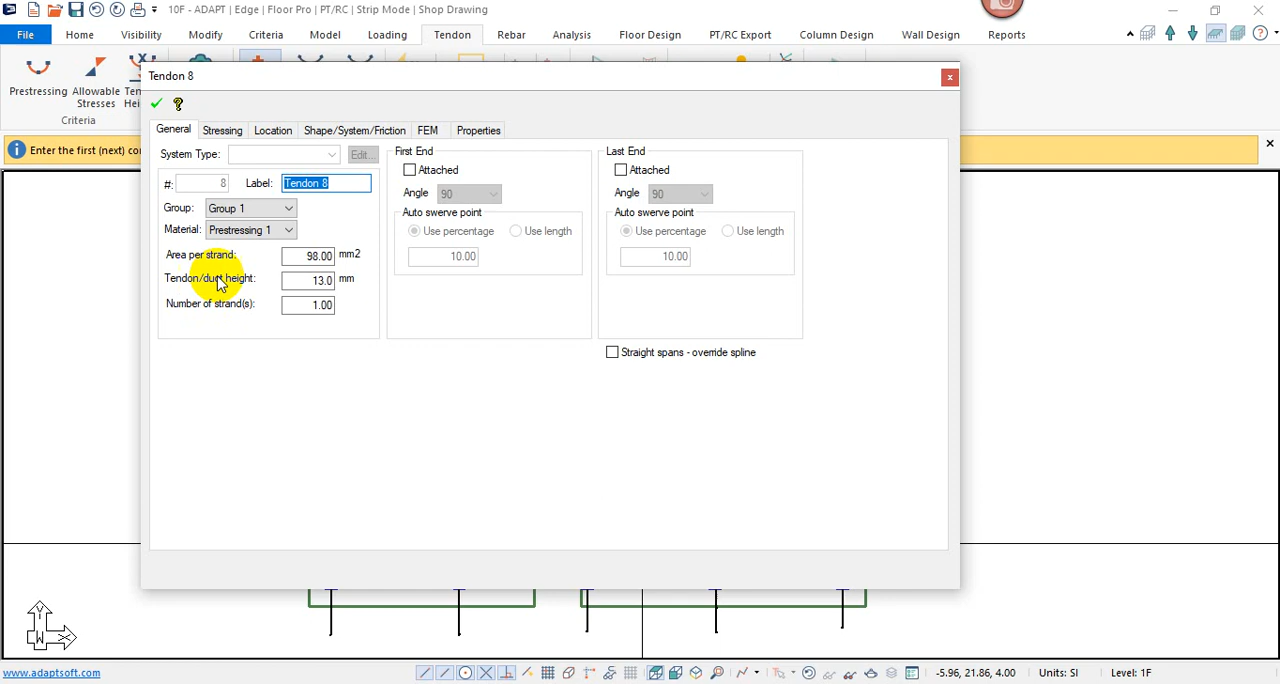 10F - ADAPT | Edge | Floor Pro | PT/RC | Strip Mode | Shop Drawing
File Home Visibility Modify Criteria Model Loading Tendon Rebar Analysis Floor Design PT/RC Export Column Design Wall Design Reports
Tendon 8
Prestressing Allowable
Stresses
Criteria
Enter the first (next)
General Stressing Location Shape/System/Friction FEM Properties
System Type: Edit...
#: 8 Label: Tendon 8
Group: Group 1
Material: Prestressing 1
Area per strand: 98.00 mm2
Tendon/duct height: 13.0 mm
Number of strand(s): 1.00
First End
Attached
Angle 90
Auto swerve point
Use percentage Use length
10.00
Last End
Attached
Angle 90
Auto swerve point
Use percentage Use length
10.00
Straight spans - override spline
Y
W X
www.adaptsoft.com -5.96, 21.86, 4.00 Units: SI Level: 1F